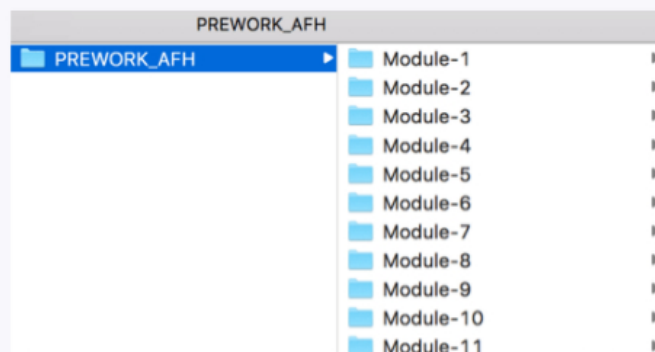 PREWORK_AFH
PREWORK_AFH
Module-1
Module-2
Module-3
Module-4
Module-5
Module-6
Module-7
Module-8
Module-9
Module-10
Module-11